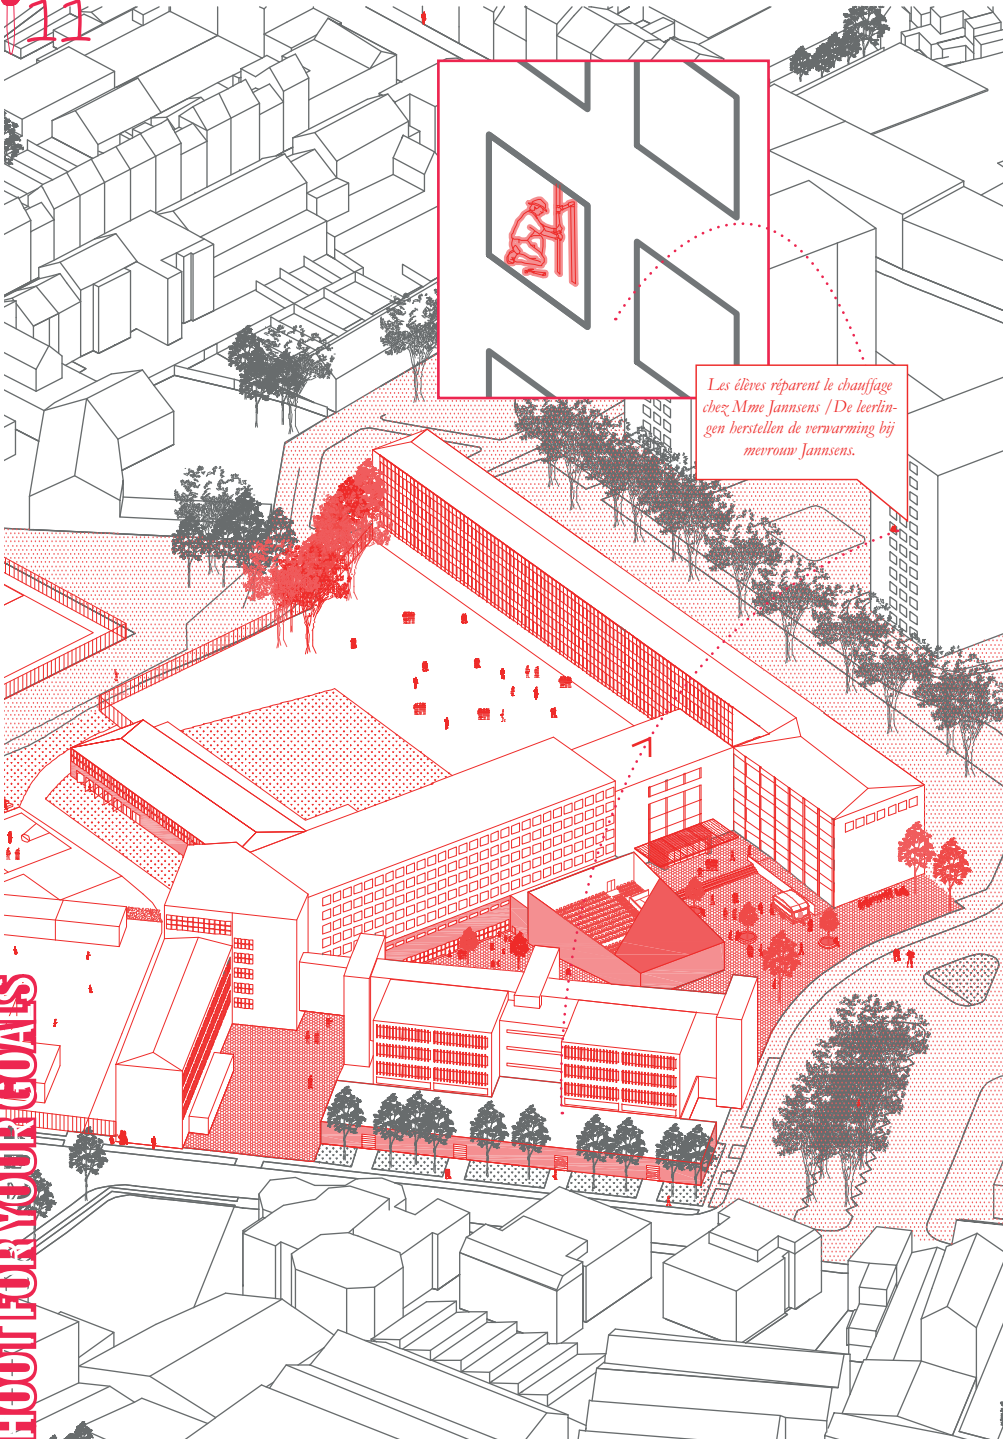 11
Les élèves réparent le chauffage
chez Mme Jannsens / De leerlin-
gen herstellen de verwarming bij
mevrouw Jannsens.
HOOT FOR YOUR GOALS